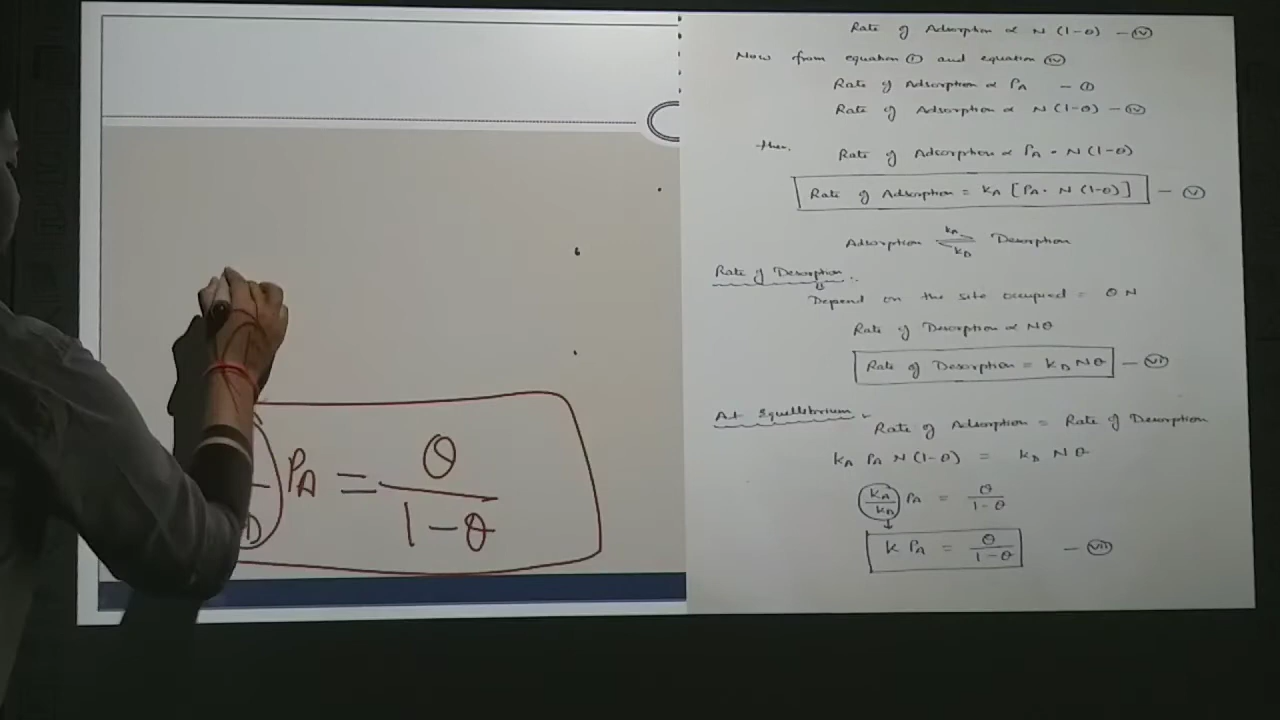 Rate of Adsorption ∝ N (1-θ) - (IV)
Now from equation (I) and equation (IV)
Rate of Adsorption ∝ PA - (I)
Rate of Adsorption ∝ N (1-θ) - (IV)
then, Rate of Adsorption ∝ PA · N (1-θ)
Rate of Adsorption = KA [PA · N (1-θ)] - (V)
Adsorption ⇌ Desorption
KA
KD
Rate of Desorption :-
Depend on the site occupied = θ N
Rate of Desorption ∝ Nθ
Rate of Desorption = KD Nθ - (VI)
At Equillibrium
Rate of Adsorption = Rate of Desorption
KA PA N (1-θ) = KD Nθ
KA/KD PA = θ/1-θ
K PA = θ/1-θ - (VII)
D PA = θ/1-θ